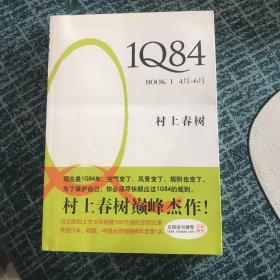 1Q84
BOOK 1 4月-6月
村上春树
现在是1Q84年，空气变了，风景变了，规则也变了。
为了保护自己，你必须尽快顺应这1Q84的规则。
村上春树巅峰杰作！